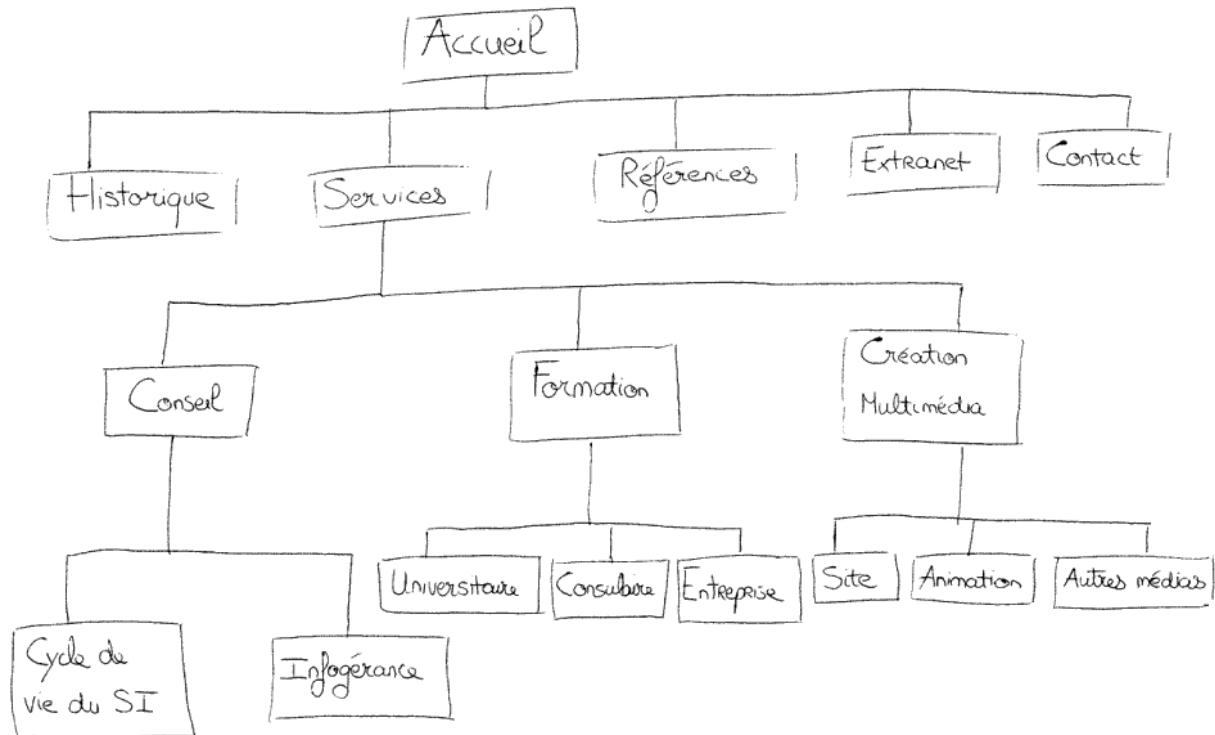 Accueil
Historique
Services
Références
Extranet
Contact
Conseil
Formation
Création
Multimédia
Universitaire
Consulaire
Entreprise
Site
Animation
Autres médias
Cycle de
vie du SI
Infogérance